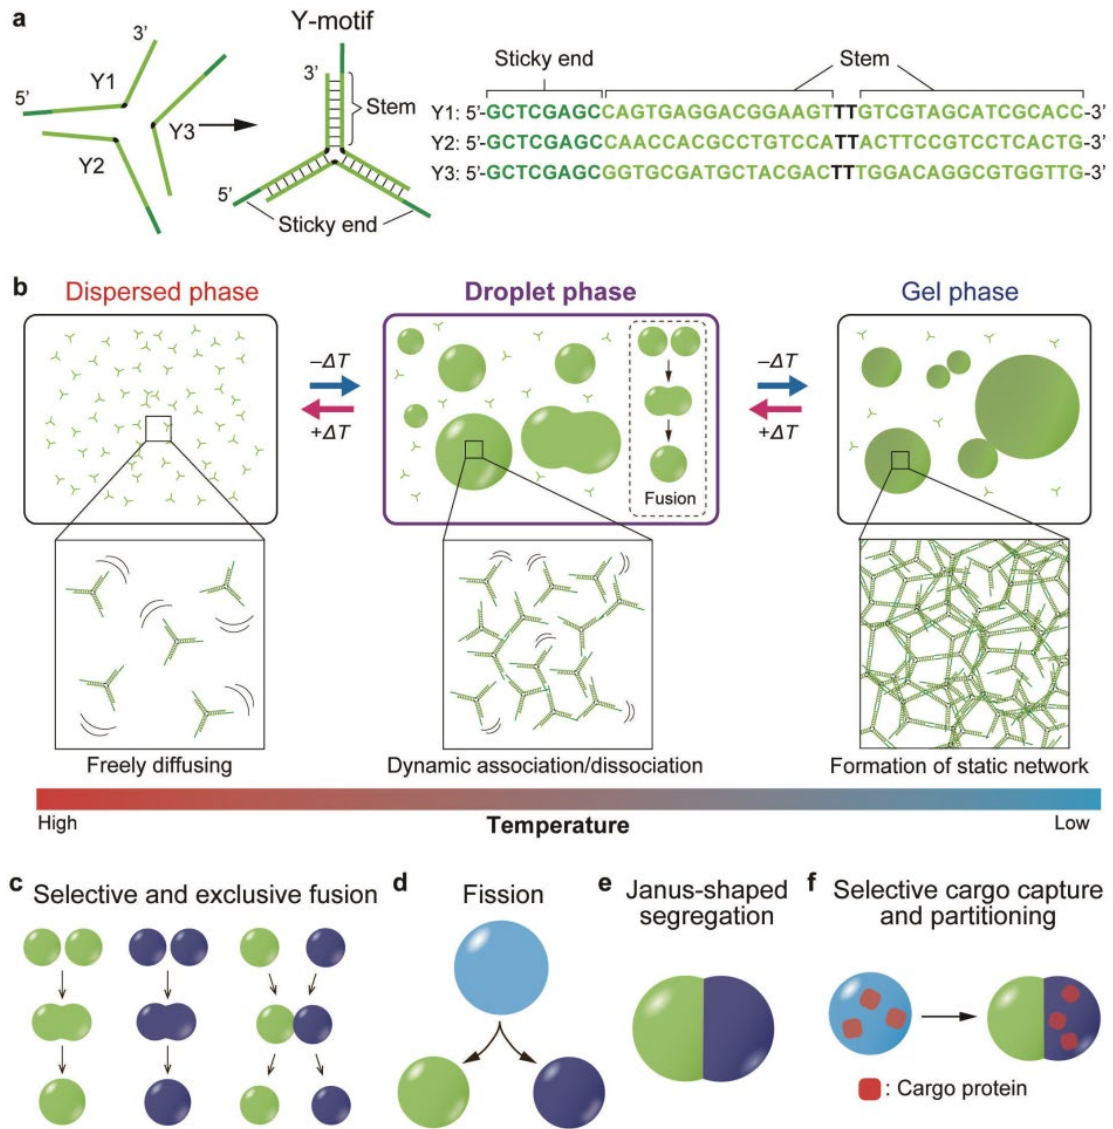 a
Y-motif
3’
Y1
5’
Y3
Y2
3’
Stem
5’
Sticky end
Sticky end
Stem
Y1: 5’-GCTCGAGCCAGTGAGGACGGAAGTTTGTCGTAGCATCGCACC-3’
Y2: 5’-GCTCGAGCCAACCACGCCTGTCCATTACTTCCGTCCTCACTG-3’
Y3: 5’-GCTCGAGCGGTGCGATGCTACGACTTTGGACAGGCGTGGTTG-3’
b
Dispersed phase
Droplet phase
Gel phase
–ΔT
+ΔT
Fusion
–ΔT
+ΔT
Freely diffusing
Dynamic association/dissociation
Formation of static network
High
Temperature
Low
c
Selective and exclusive fusion
d
Fission
e
Janus-shaped
segregation
f
Selective cargo capture
and partitioning
: Cargo protein